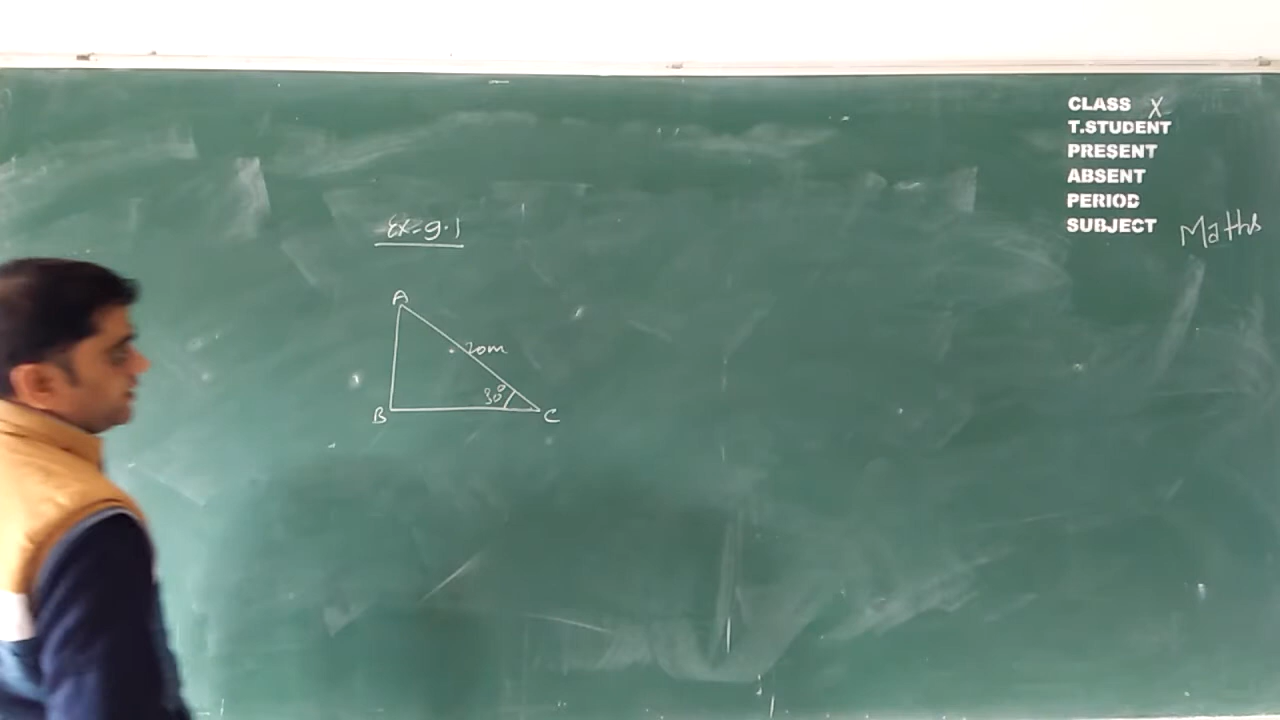 CLASS X
T.STUDENT
PRESENT
ABSENT
PERIOD
SUBJECT Maths
Ex-9.1
A
20m
30°
B C